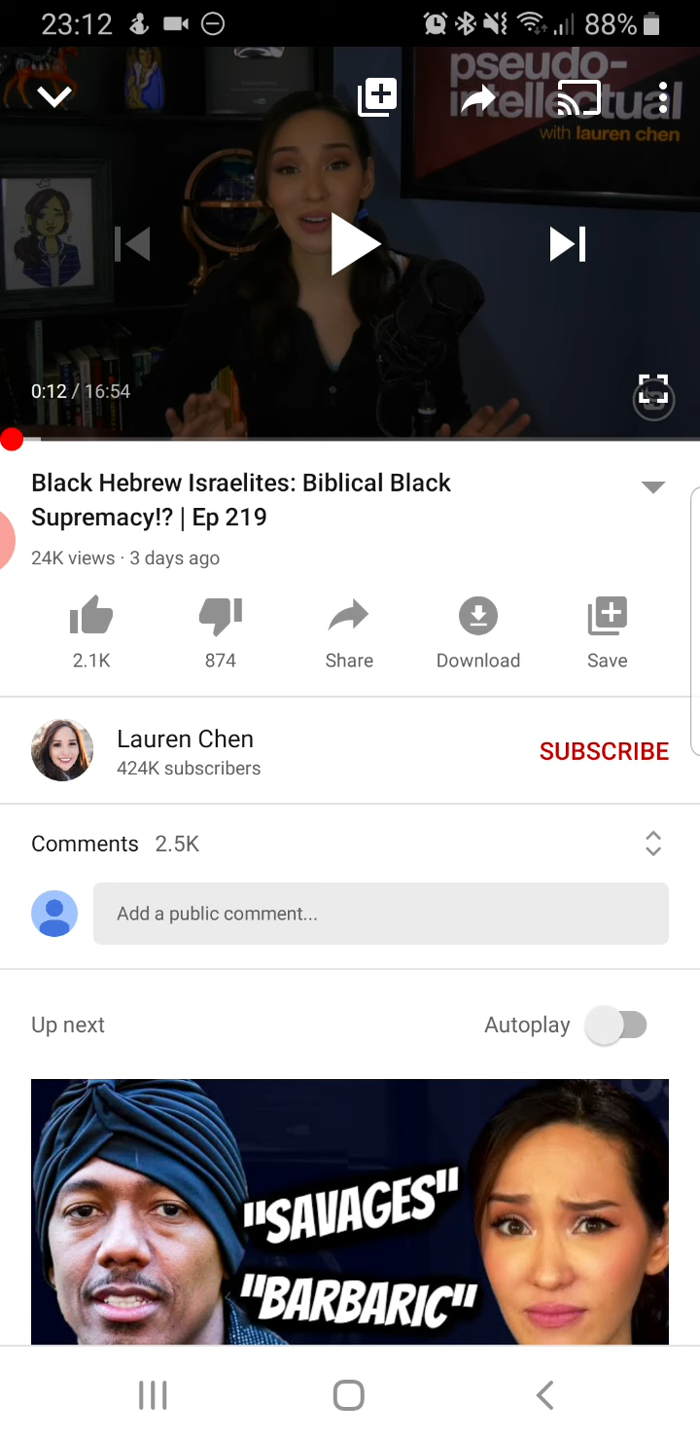 23:12
88%
pseudo-
intellectual
with lauren chen
0:12 / 16:54
Black Hebrew Israelites: Biblical Black
Supremacy!? | Ep 219
24K views · 3 days ago
2.1K
874
Share
Download
Save
Lauren Chen
424K subscribers
SUBSCRIBE
Comments 2.5K
Add a public comment...
Up next
Autoplay
"SAVAGES"
"BARBARIC"